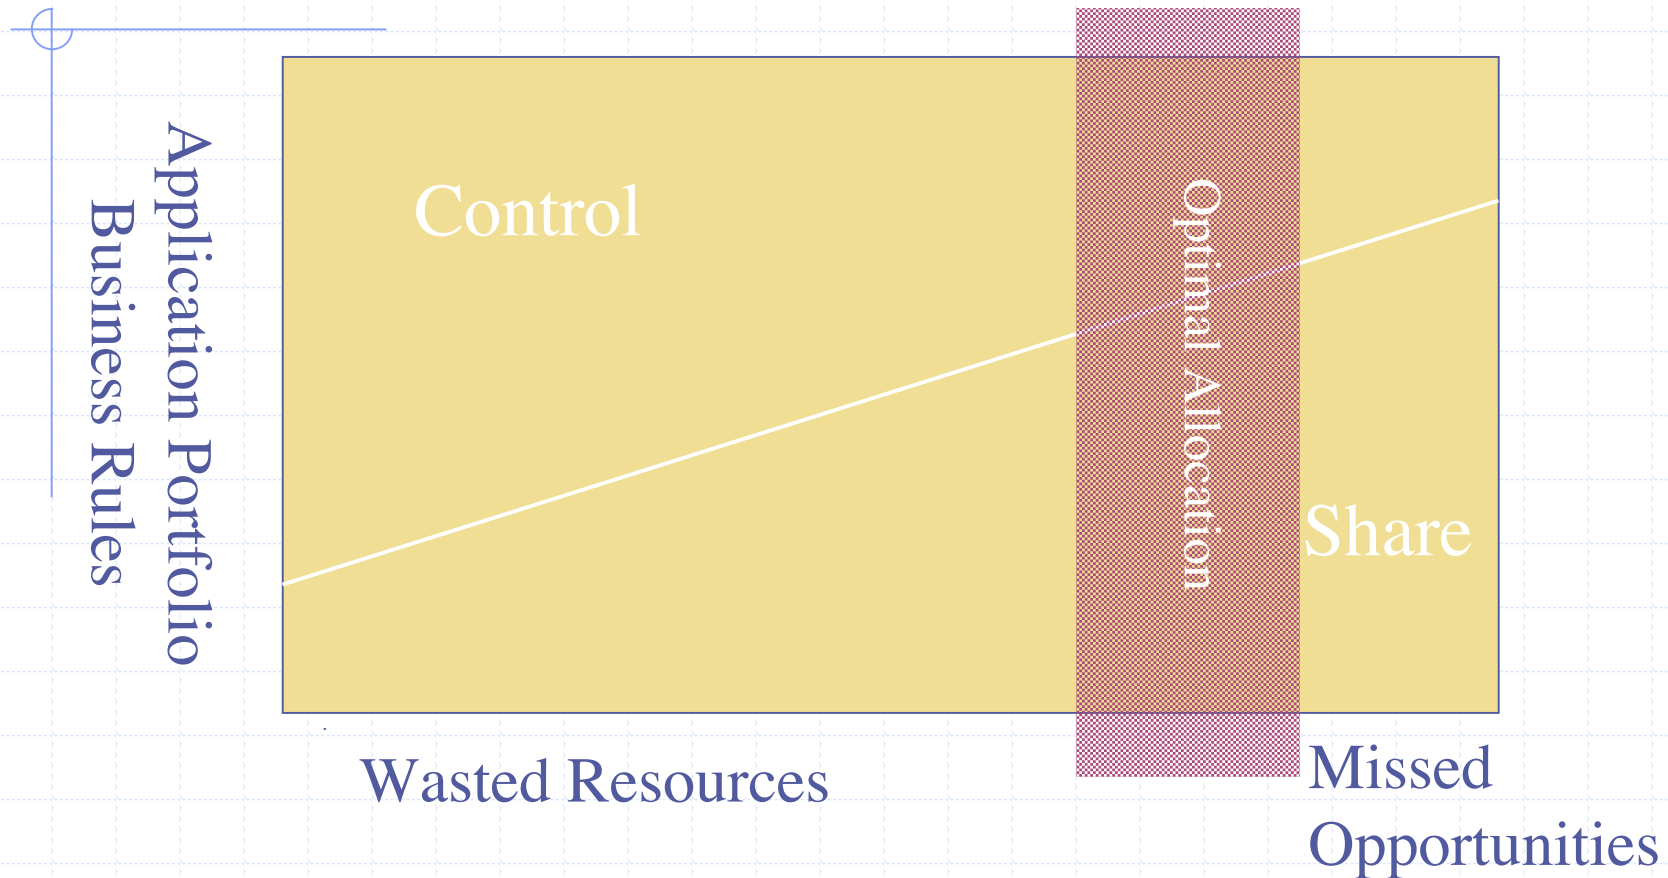 Application Portfolio
Business Rules
Control
Optimal Allocation
Share
Wasted Resources
Missed
Opportunities